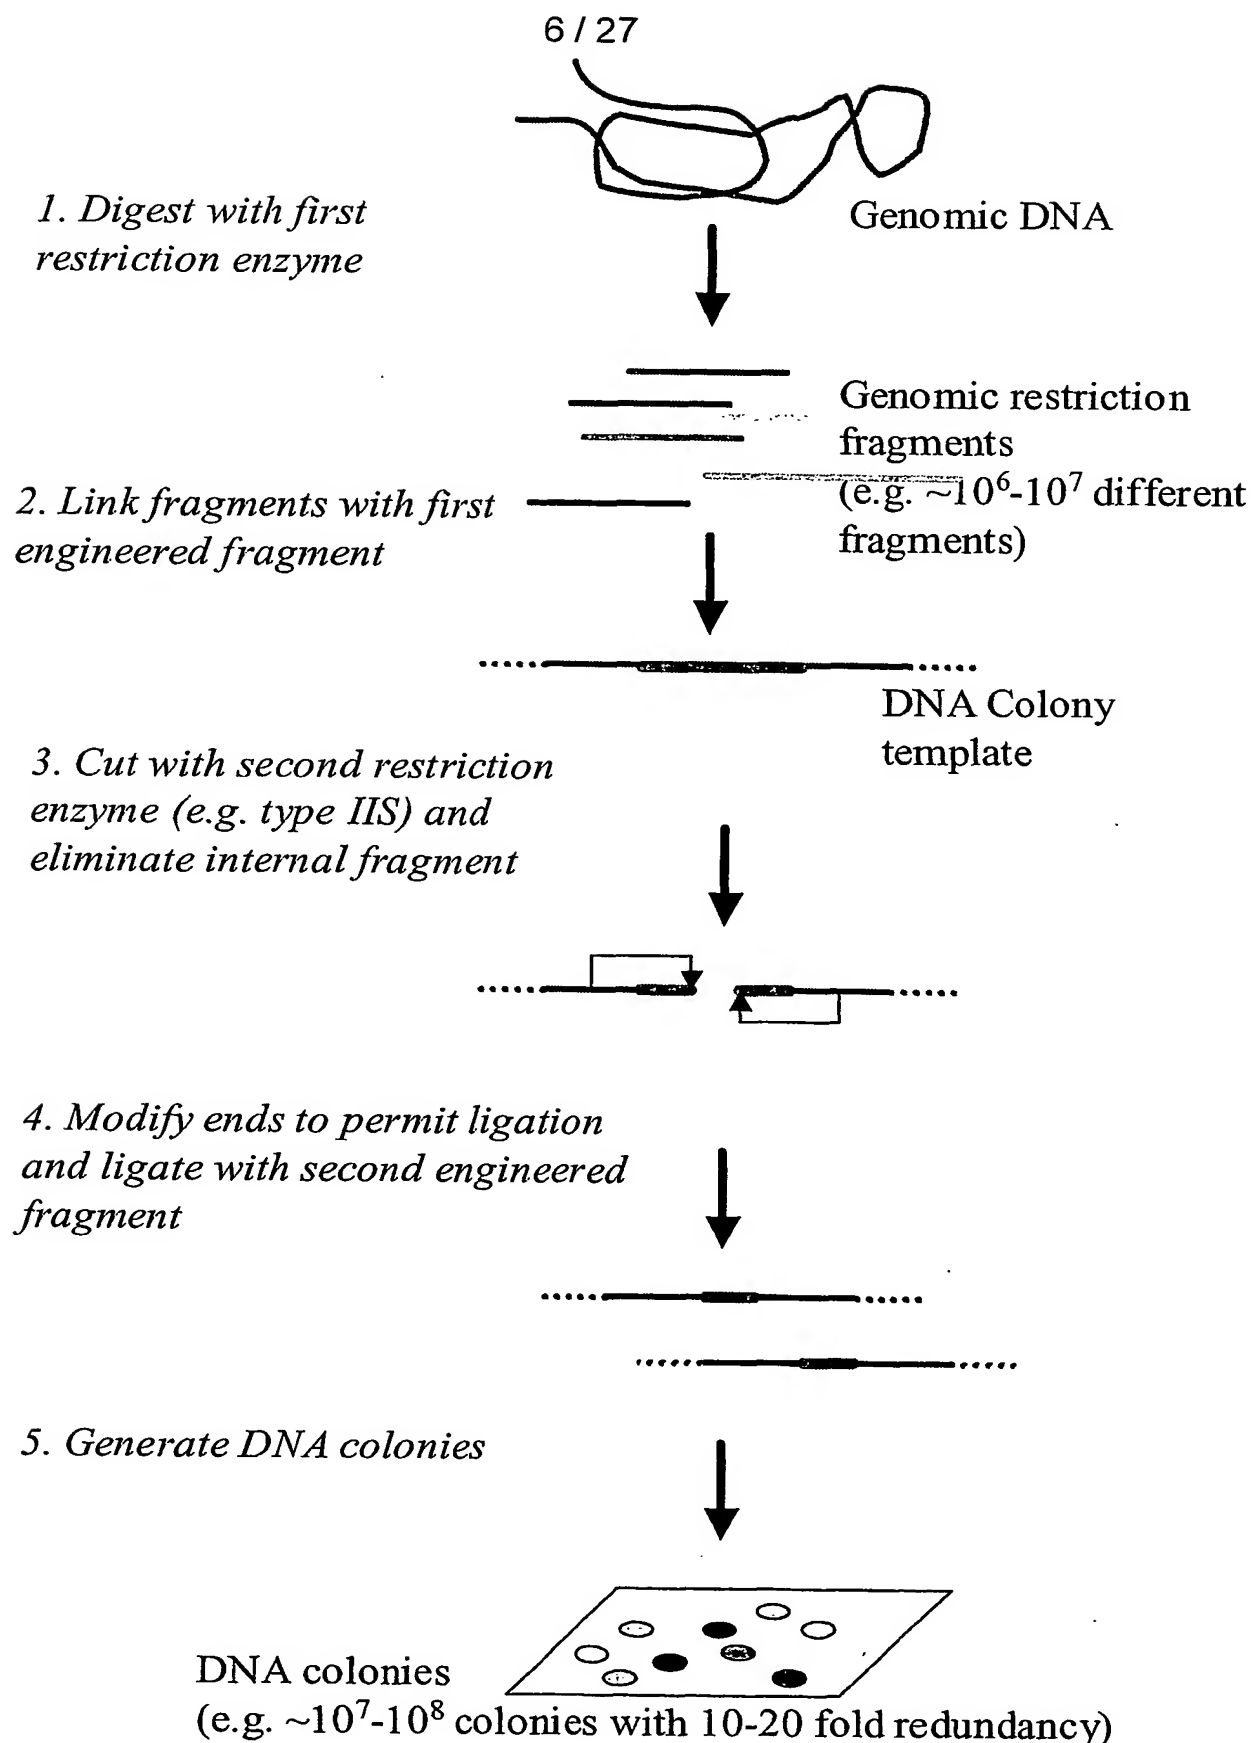 6 / 27
1. Digest with first
restriction enzyme
Genomic DNA
Genomic restriction
fragments
(e.g. ~10⁶-10⁷ different
fragments)
2. Link fragments with first
engineered fragment
DNA Colony
template
3. Cut with second restriction
enzyme (e.g. type IIS) and
eliminate internal fragment
4. Modify ends to permit ligation
and ligate with second engineered
fragment
5. Generate DNA colonies
DNA colonies
(e.g. ~10⁷-10⁸ colonies with 10-20 fold redundancy)